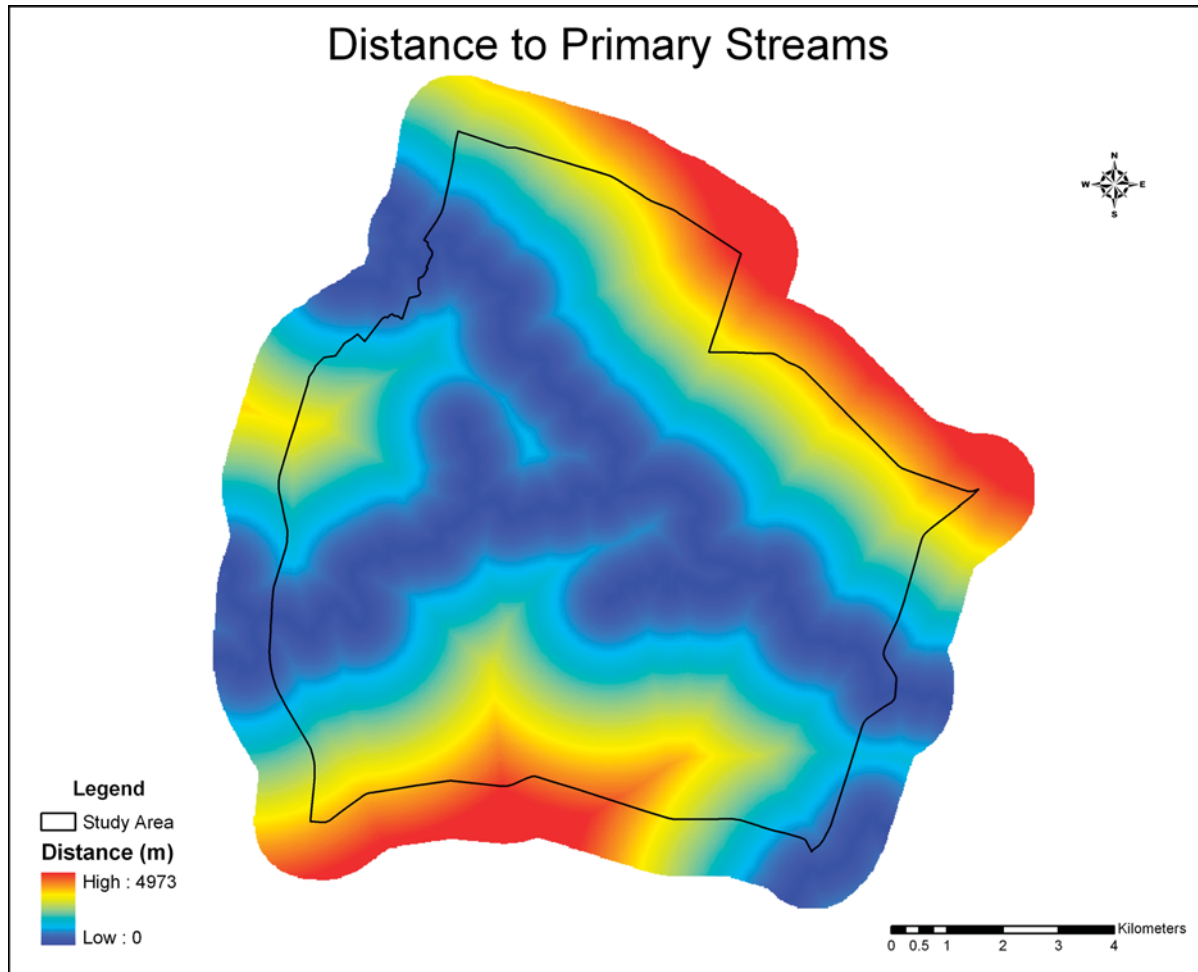 Distance to Primary Streams
N
W E
S
Legend
Study Area
Distance (m)
High : 4973
Low : 0
Kilometers
0 0.5 1 2 3 4